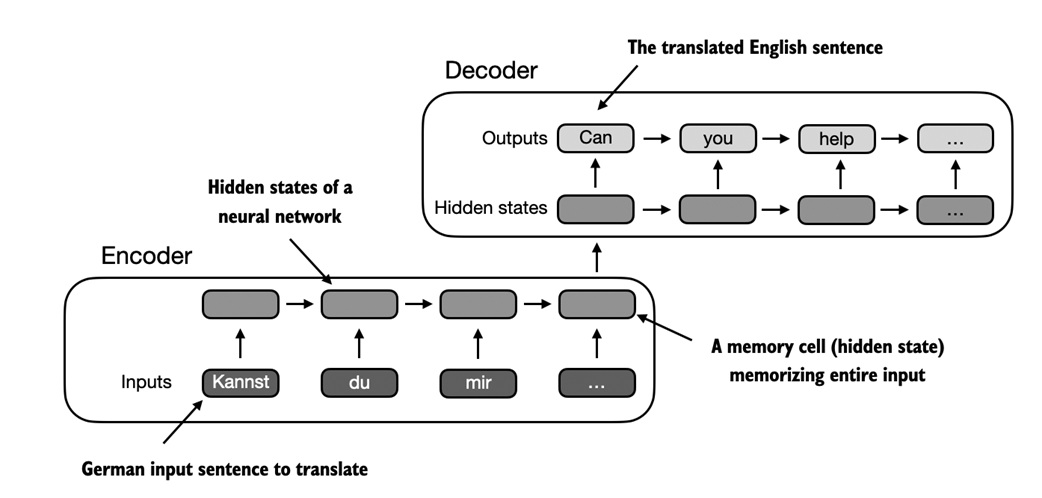 The translated English sentence
Decoder
Outputs Can you help ...
Hidden states of a
neural network
Hidden states ...
Encoder
A memory cell (hidden state)
memorizing entire input
Inputs Kannst du mir ...
German input sentence to translate